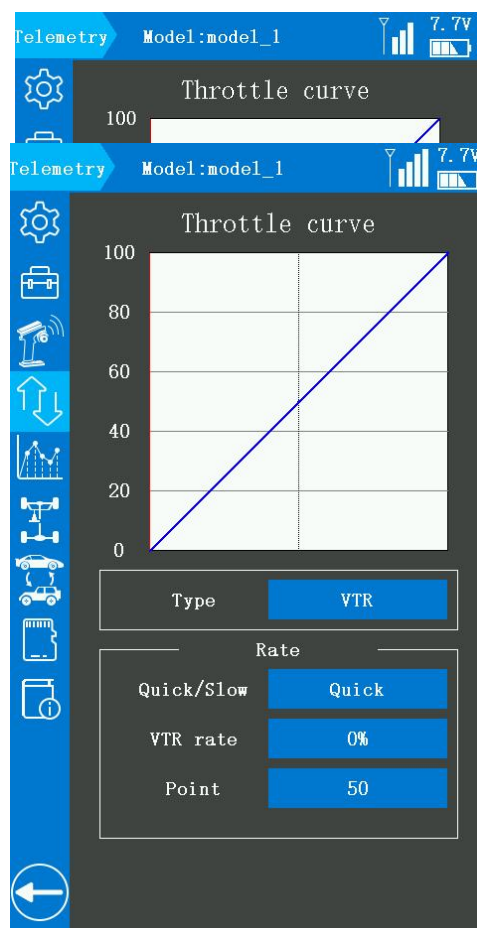 Telemetry Model:model_1 7.7V
Throttle curve
100
Telemetry Model:model_1 7.7V
Throttle curve
100
80
60
40
20
0
Type VTR
Rate
Quick/Slow Quick
VTR rate 0%
Point 50